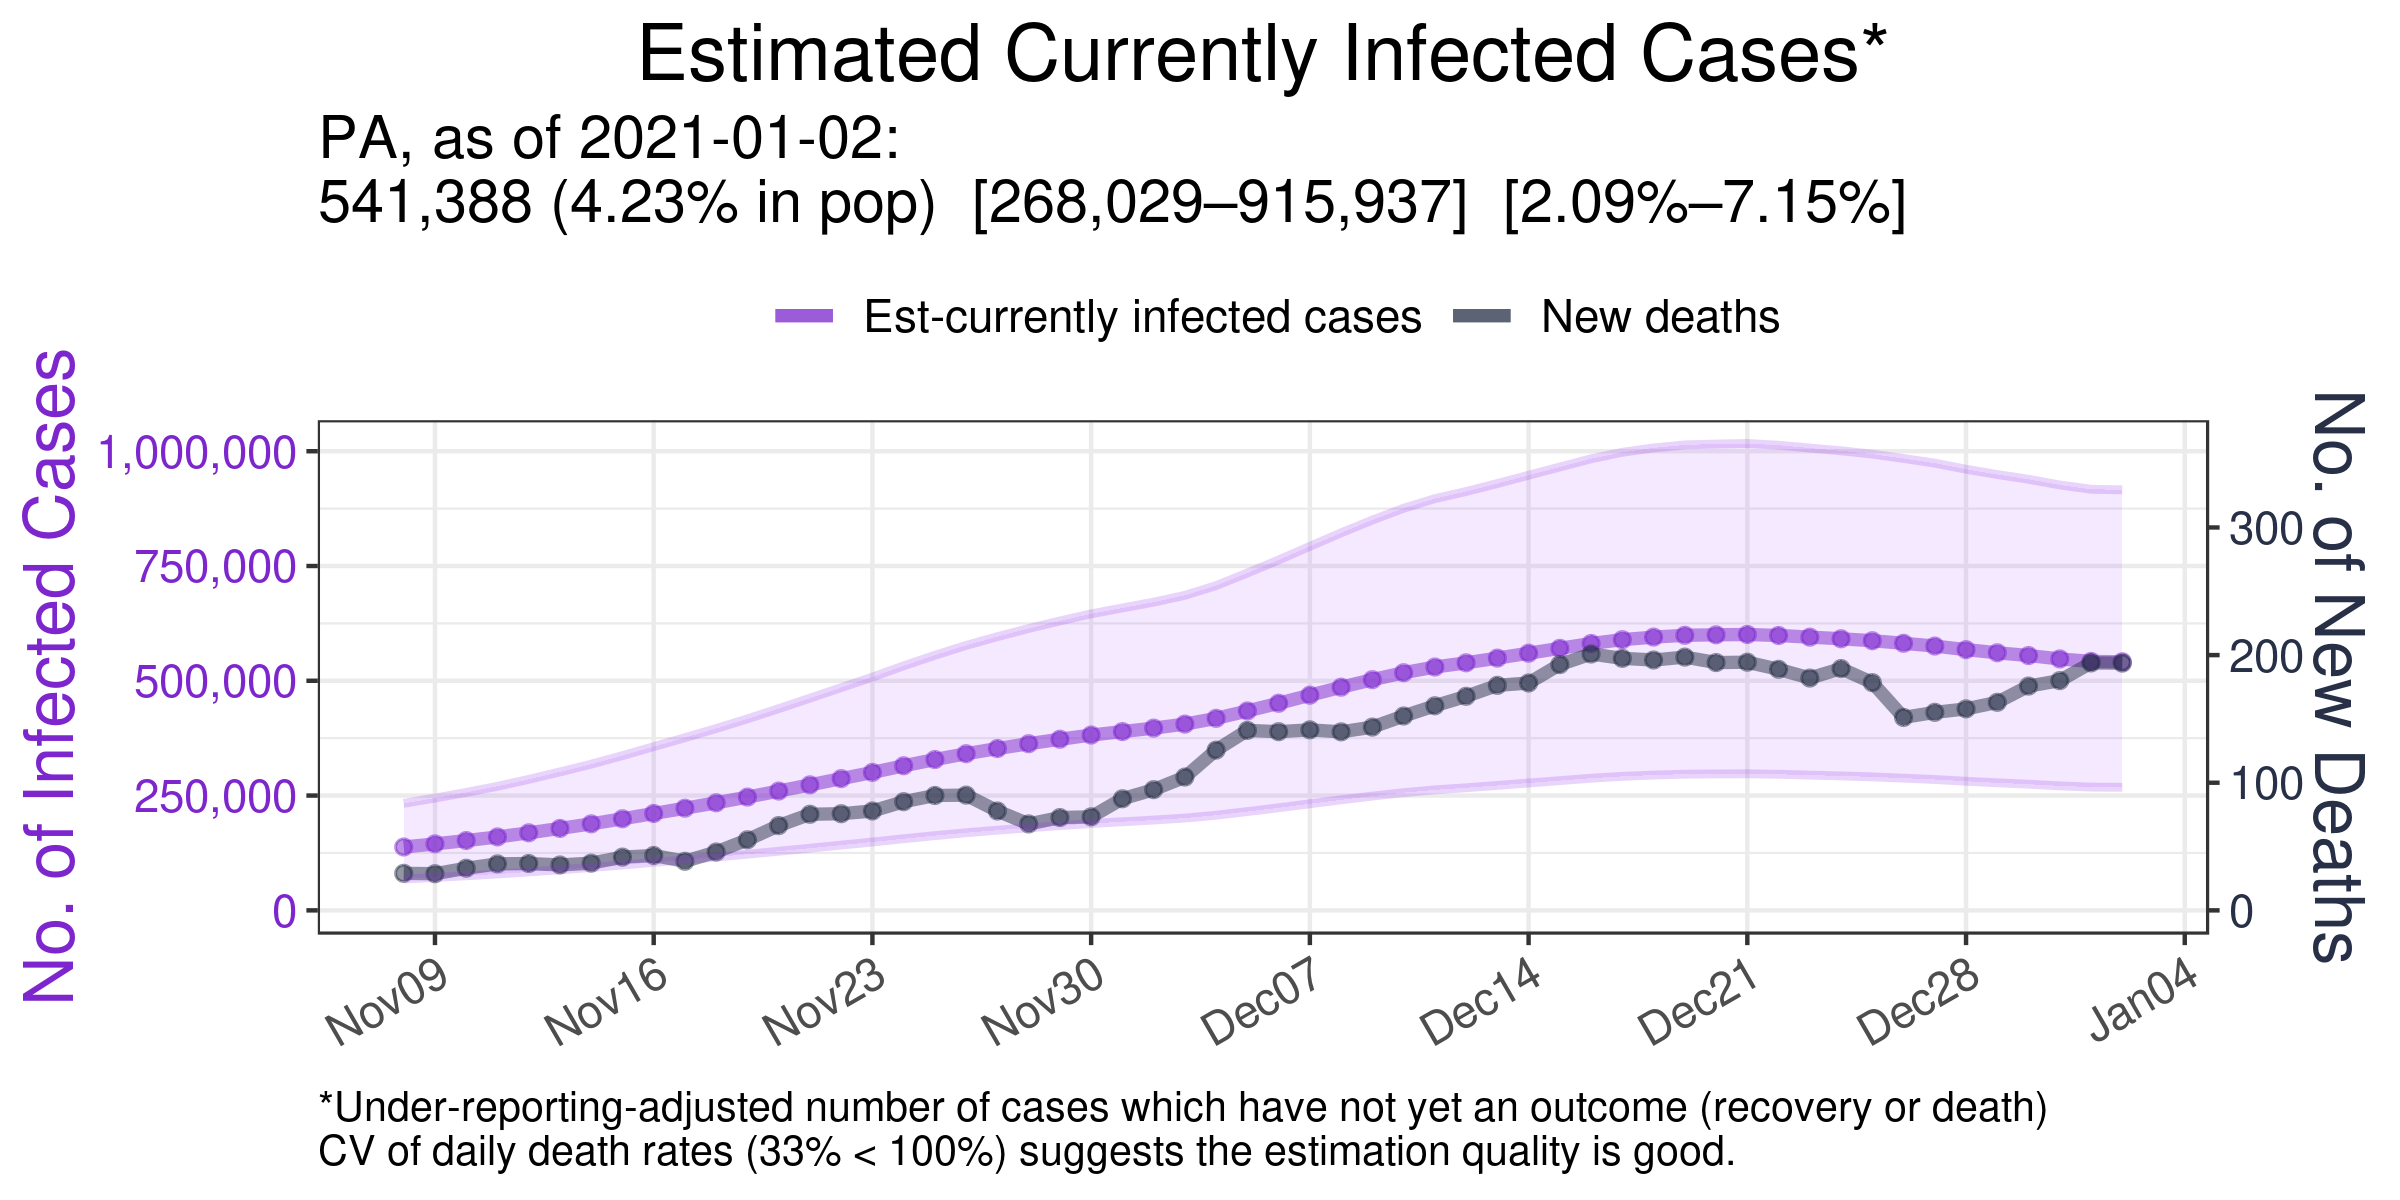 Estimated Currently Infected Cases*
PA, as of 2021-01-02:
541,388 (4.23% in pop)  [268,029–915,937]  [2.09%–7.15%]
Est-currently infected cases
New deaths
No. of Infected Cases
1,000,000
750,000
500,000
250,000
0
No. of New Deaths
300
200
100
0
Nov09
Nov16
Nov23
Nov30
Dec07
Dec14
Dec21
Dec28
Jan04
*Under-reporting-adjusted number of cases which have not yet an outcome (recovery or death)
CV of daily death rates (33% < 100%) suggests the estimation quality is good.